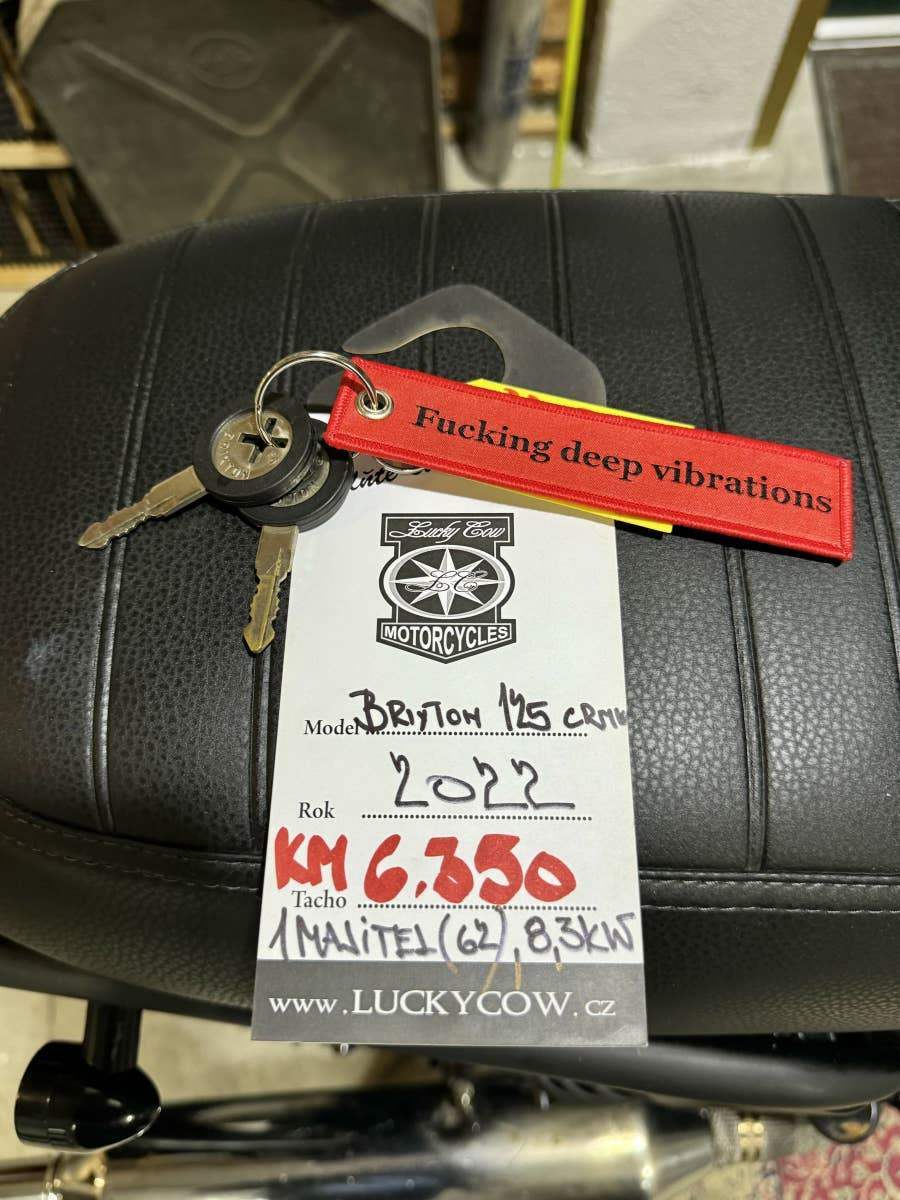 Fucking deep vibrations
Lucky Cow
L C
MOTORCYCLES
Model BRIXTON 125 CRMW
Rok 2022
KM 6.350
Tacho
1 MAJITEL (62), 8,3KW
www.LUCKYCOW.cz